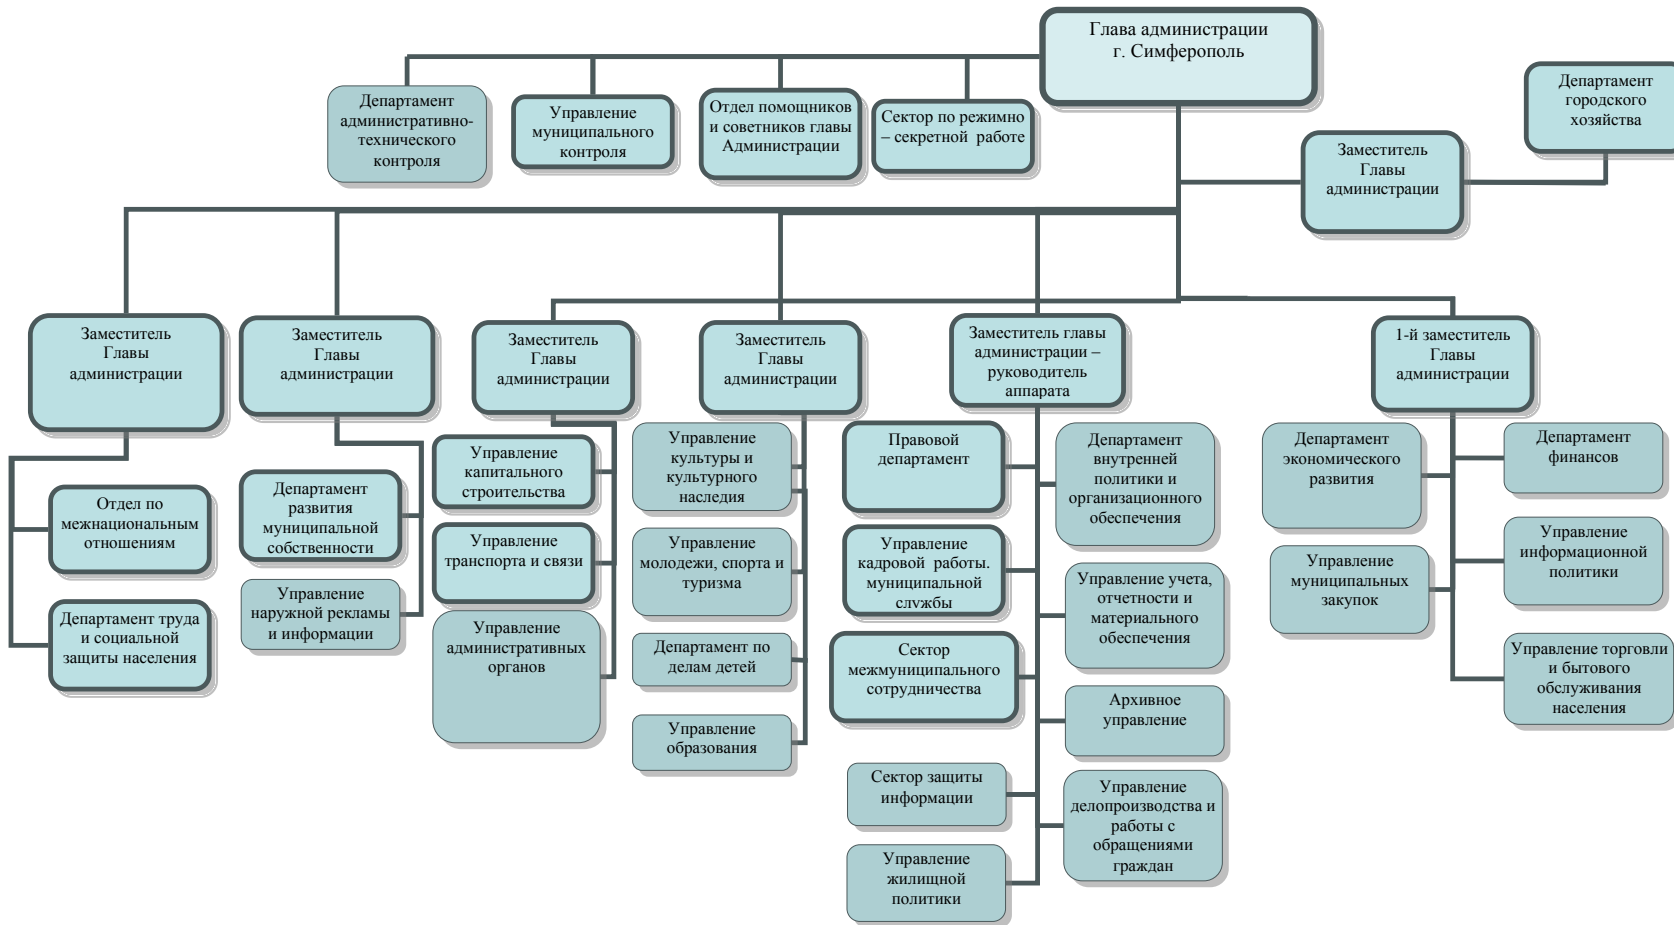 Глава администрации
г. Симферополь
Департамент
административно-
технического
контроля
Управление
муниципального
контроля
Отдел помощников
и советников главы
Администрации
Сектор по режимно
– секретной работе
Департамент
городского
хозяйства
Заместитель
Главы
администрации
Заместитель
Главы
администрации
Заместитель
Главы
администрации
Заместитель
Главы
администрации
Заместитель
Главы
администрации
Заместитель главы
администрации –
руководитель
аппарата
1-й заместитель
Главы
администрации
Отдел по
межнациональным
отношениям
Департамент труда
и социальной
защиты населения
Департамент
развития
муниципальной
собственности
Управление
наружной рекламы
и информации
Управление
капитального
строительства
Управление
транспорта и связи
Управление
административных
органов
Управление
культуры и
культурного
наследия
Управление
молодежи, спорта и
туризма
Департамент по
делам детей
Управление
образования
Правовой
департамент
Управление
кадровой работы.
муниципальной
службы
Сектор
межмуниципального
сотрудничества
Сектор защиты
информации
Управление
жилищной
политики
Департамент
внутренней
политики и
организационного
обеспечения
Управление учета,
отчетности и
материального
обеспечения
Архивное
управление
Управление
делопроизводства и
работы с
обращениями
граждан
Департамент
экономического
развития
Управление
муниципальных
закупок
Департамент
финансов
Управление
информационной
политики
Управление торговли
и бытового
обслуживания
населения